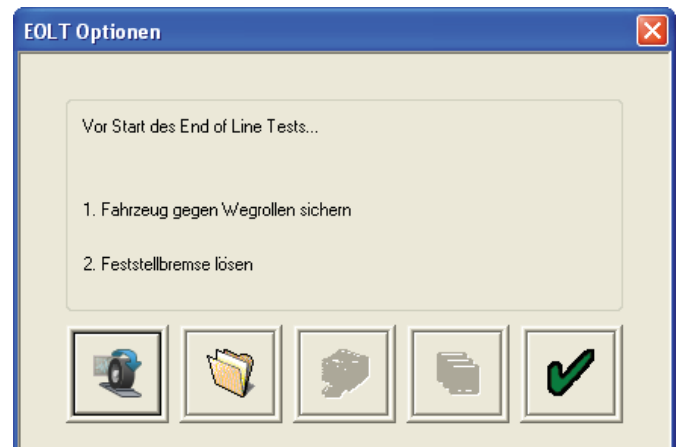 EOLT Optionen
Vor Start des End of Line Tests...
1. Fahrzeug gegen Wegrollen sichern
2. Feststellbremse lösen